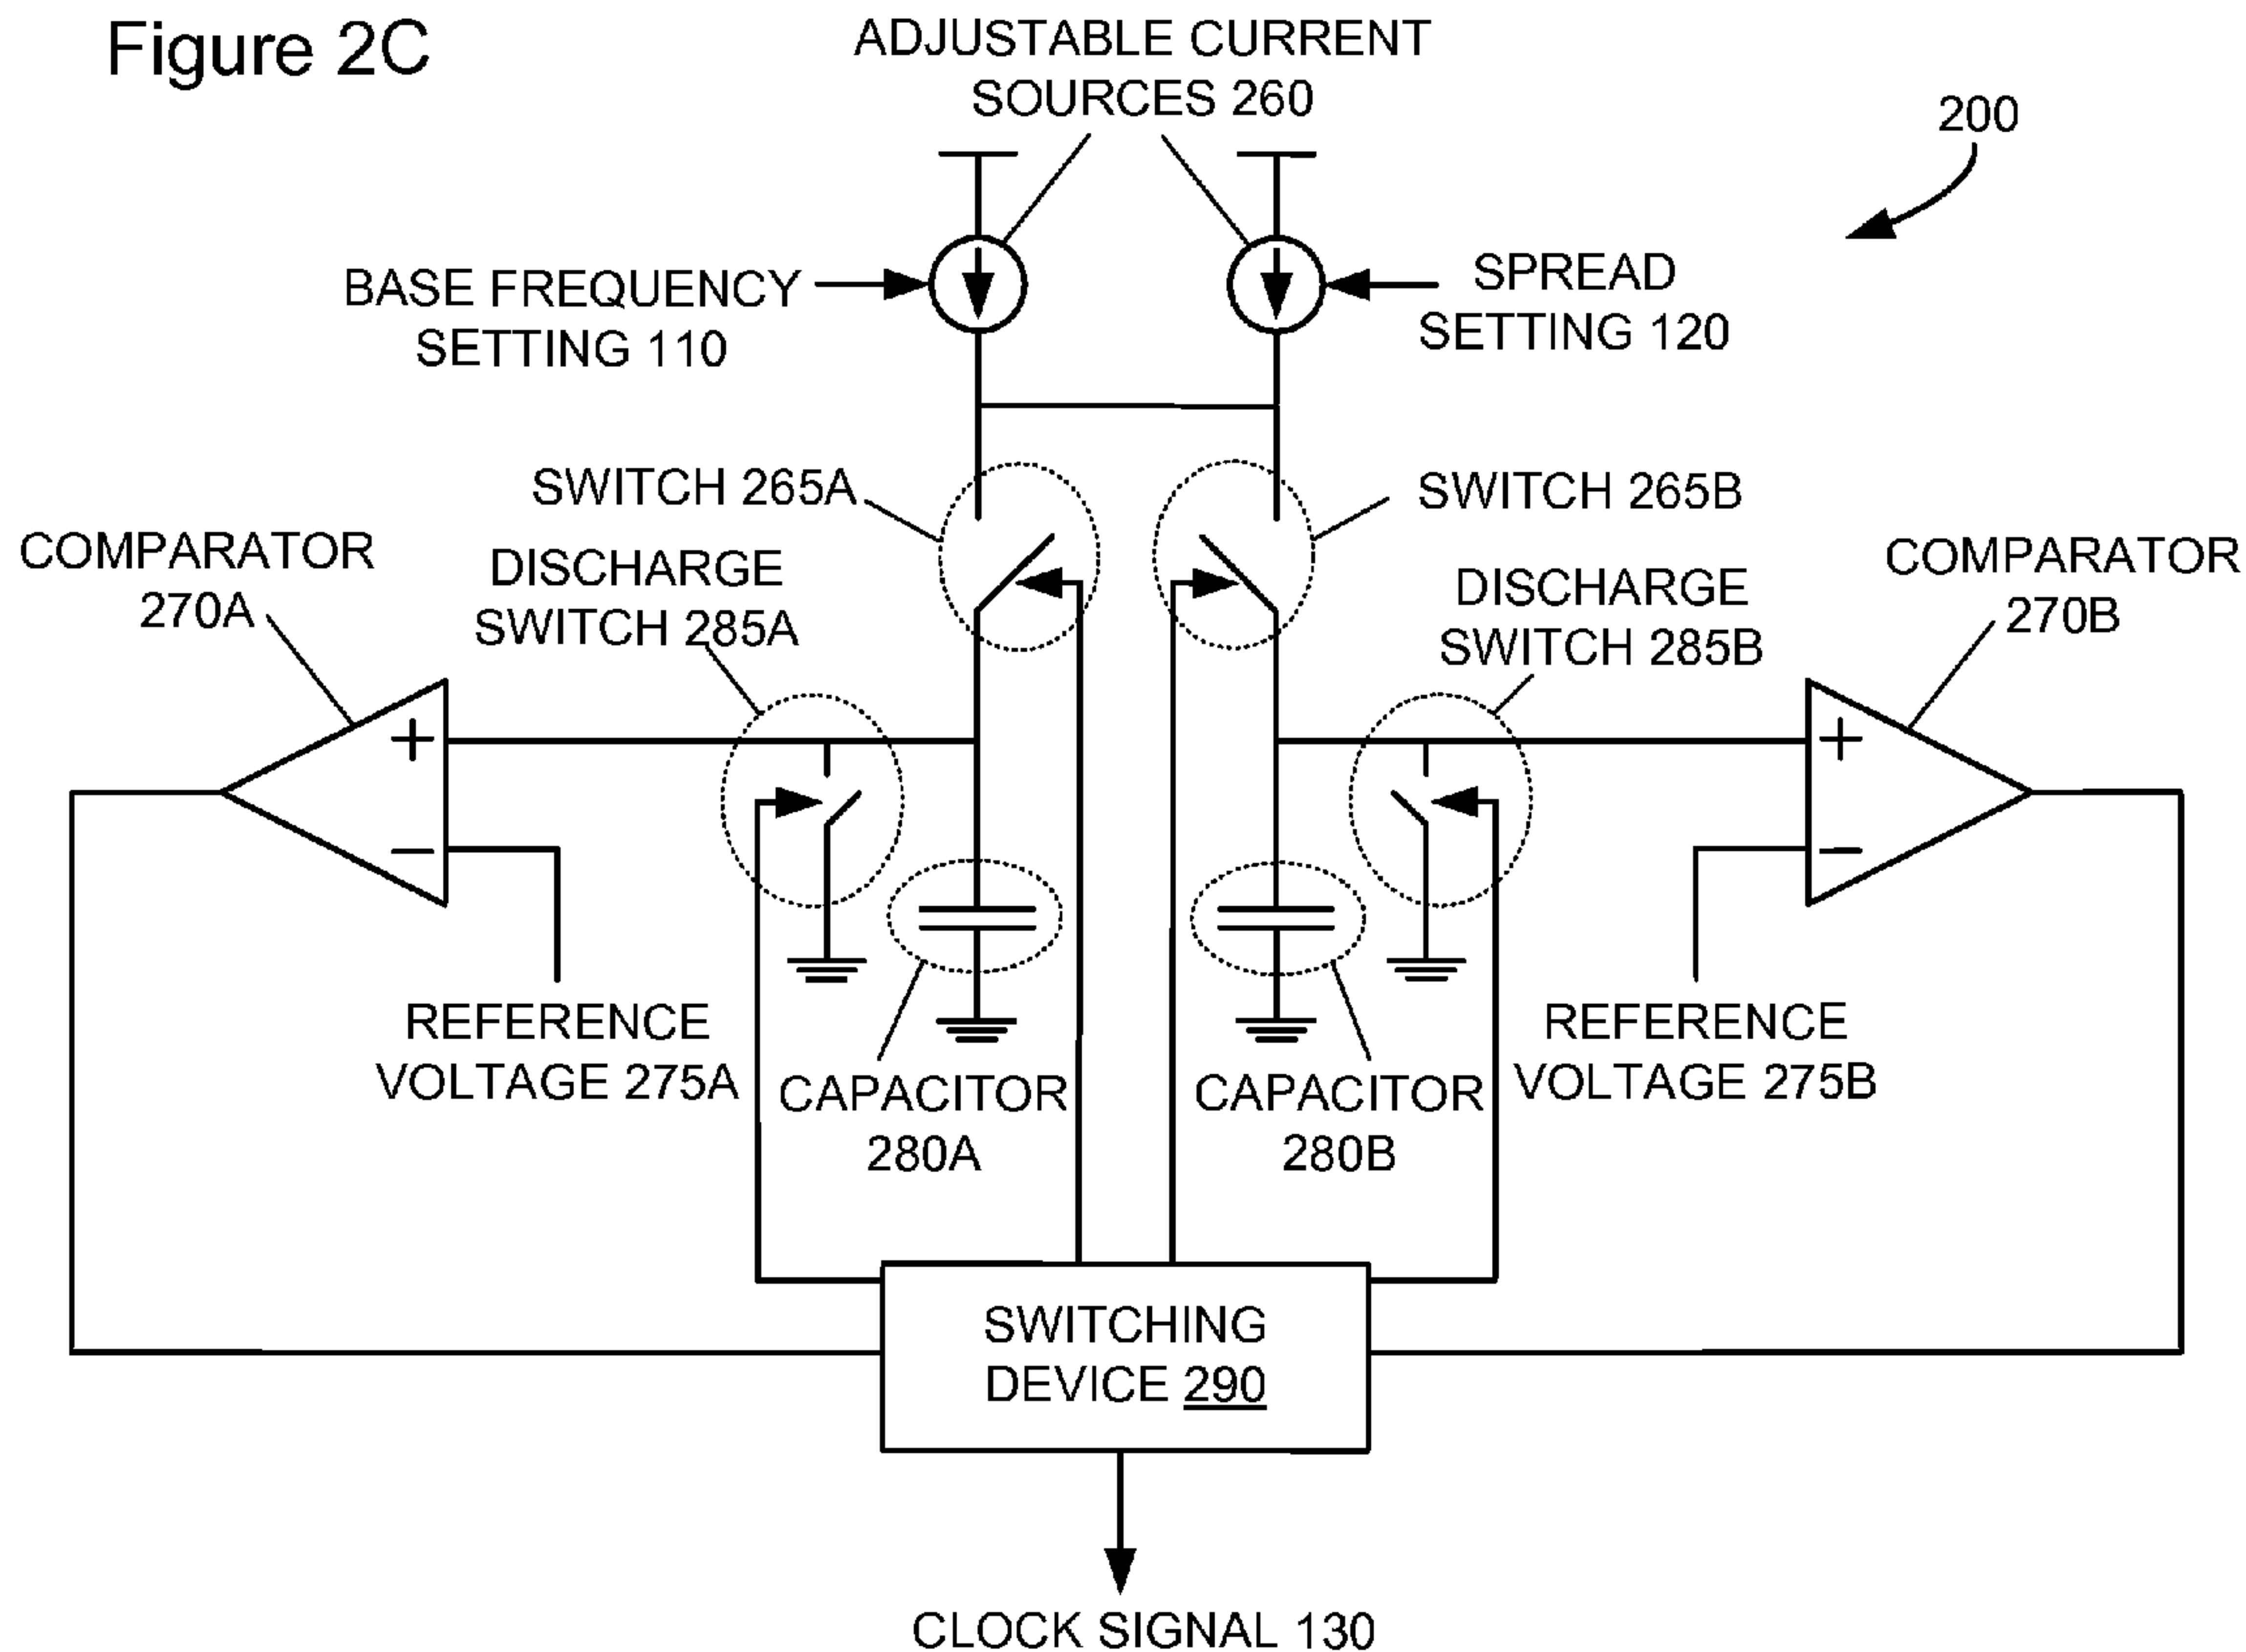 Figure 2C
ADJUSTABLE CURRENT
SOURCES 260
200
BASE FREQUENCY
SETTING 110
SPREAD
SETTING 120
SWITCH 265A
SWITCH 265B
COMPARATOR
270A
DISCHARGE
SWITCH 285A
DISCHARGE
SWITCH 285B
COMPARATOR
270B
+
−
+
−
REFERENCE
VOLTAGE 275A
CAPACITOR
280A
CAPACITOR
280B
REFERENCE
VOLTAGE 275B
SWITCHING
DEVICE 290
CLOCK SIGNAL 130